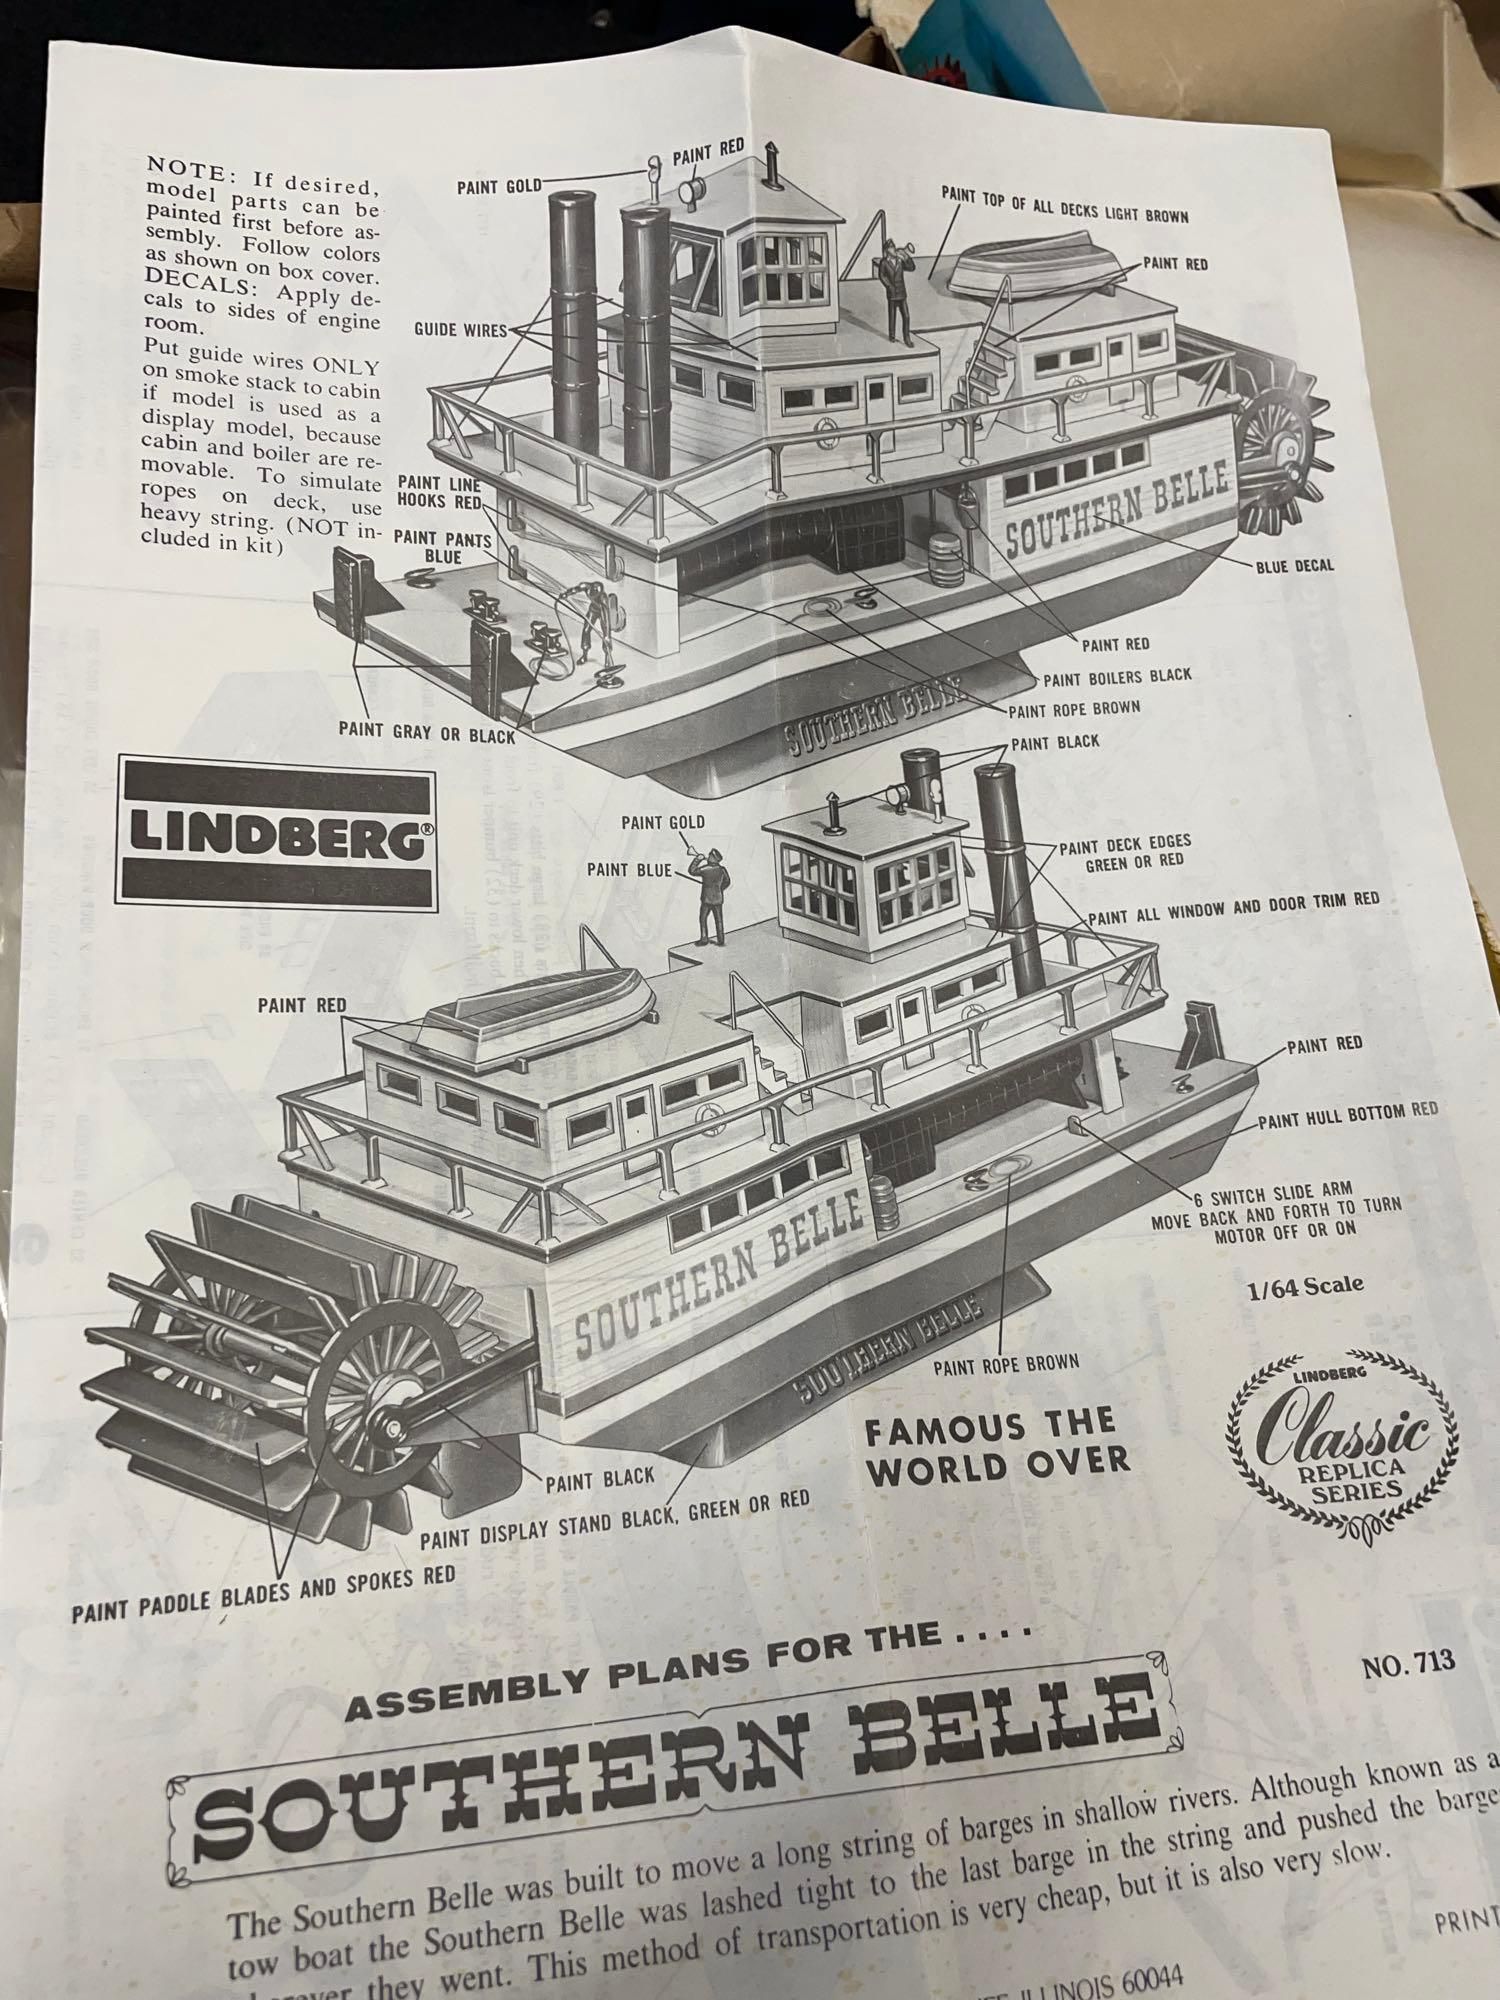 NOTE: If desired,
model parts can be
painted first before as-
sembly. Follow colors
as shown on box cover.
DECALS: Apply de-
cals to sides of engine
room.
Put guide wires ONLY
on smoke stack to cabin
if model is used as a
display model, because
cabin and boiler are re-
movable. To simulate
ropes on deck, use
heavy string. (NOT in-
cluded in kit)
PAINT GOLD
PAINT RED
PAINT TOP OF ALL DECKS LIGHT BROWN
PAINT RED
GUIDE WIRES
PAINT LINE
HOOKS RED
PAINT PANTS
BLUE
SOUTHERN BELLE
BLUE DECAL
PAINT RED
PAINT BOILERS BLACK
PAINT ROPE BROWN
SOUTHERN BELLE
PAINT GRAY OR BLACK
PAINT BLACK
LINDBERG®
PAINT GOLD
PAINT BLUE
PAINT DECK EDGES
GREEN OR RED
PAINT ALL WINDOW AND DOOR TRIM RED
PAINT RED
PAINT RED
PAINT HULL BOTTOM RED
6 SWITCH SLIDE ARM
MOVE BACK AND FORTH TO TURN
MOTOR OFF OR ON
SOUTHERN BELLE
SOUTHERN BELLE
1/64 Scale
PAINT ROPE BROWN
FAMOUS THE
WORLD OVER
LINDBERG
Classic
REPLICA
SERIES
PAINT BLACK
PAINT DISPLAY STAND BLACK, GREEN OR RED
PAINT PADDLE BLADES AND SPOKES RED
ASSEMBLY PLANS FOR THE ....
NO. 713
SOUTHERN BELLE
The Southern Belle was built to move a long string of barges in shallow rivers. Although known as a
tow boat the Southern Belle was lashed tight to the last barge in the string and pushed the barge
they went. This method of transportation is very cheap, but it is also very slow.
PRINT
ILLINOIS 60044